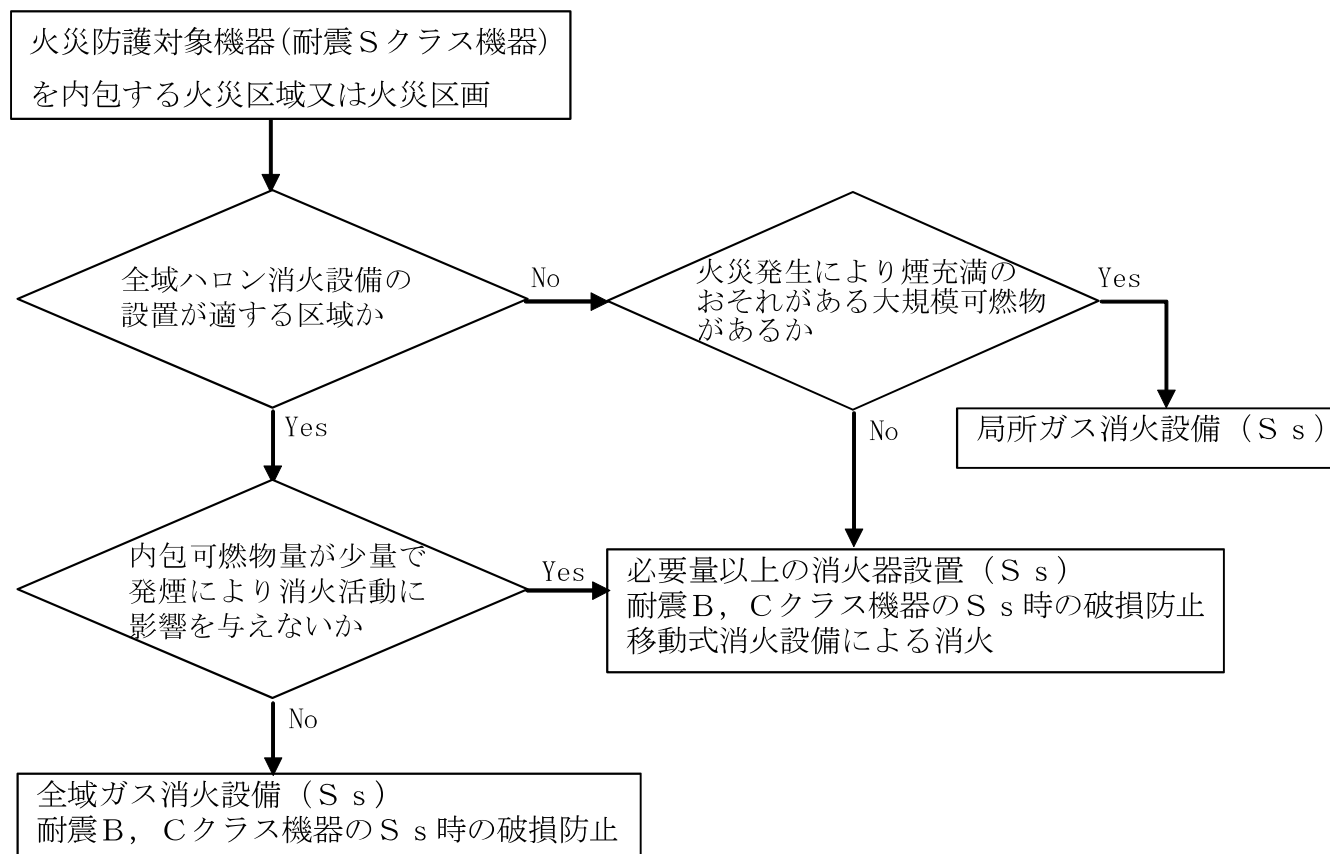 火災防護対象機器(耐震Ｓクラス機器)
を内包する火災区域又は火災区画
全域ハロン消火設備の
設置が適する区域か
No
火災発生により煙充満の
おそれがある大規模可燃物
があるか
Yes
Yes
No
局所ガス消火設備（Ｓｓ）
内包可燃物量が少量で
発煙により消火活動に
影響を与えないか
Yes
必要量以上の消火器設置（Ｓｓ）
耐震Ｂ，Ｃクラス機器のＳｓ時の破損防止
移動式消火設備による消火
No
全域ガス消火設備（Ｓｓ）
耐震Ｂ，Ｃクラス機器のＳｓ時の破損防止